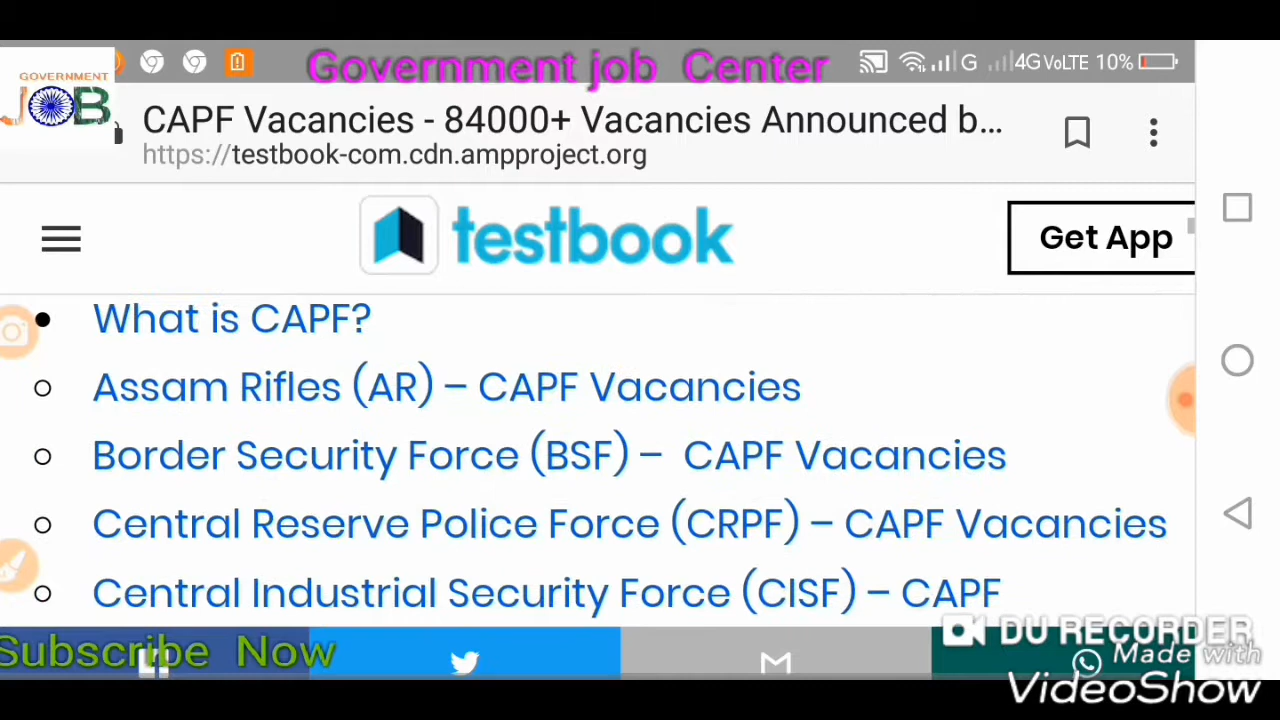 GOVERNMENT
JOB
Government job Center
G 4G VoLTE 10%
CAPF Vacancies - 84000+ Vacancies Announced b...
https://testbook-com.cdn.ampproject.org
testbook
Get App
What is CAPF?
Assam Rifles (AR) – CAPF Vacancies
Border Security Force (BSF) – CAPF Vacancies
Central Reserve Police Force (CRPF) – CAPF Vacancies
Central Industrial Security Force (CISF) – CAPF
Subscribe Now
DU RECORDER
Made with
VideoShow